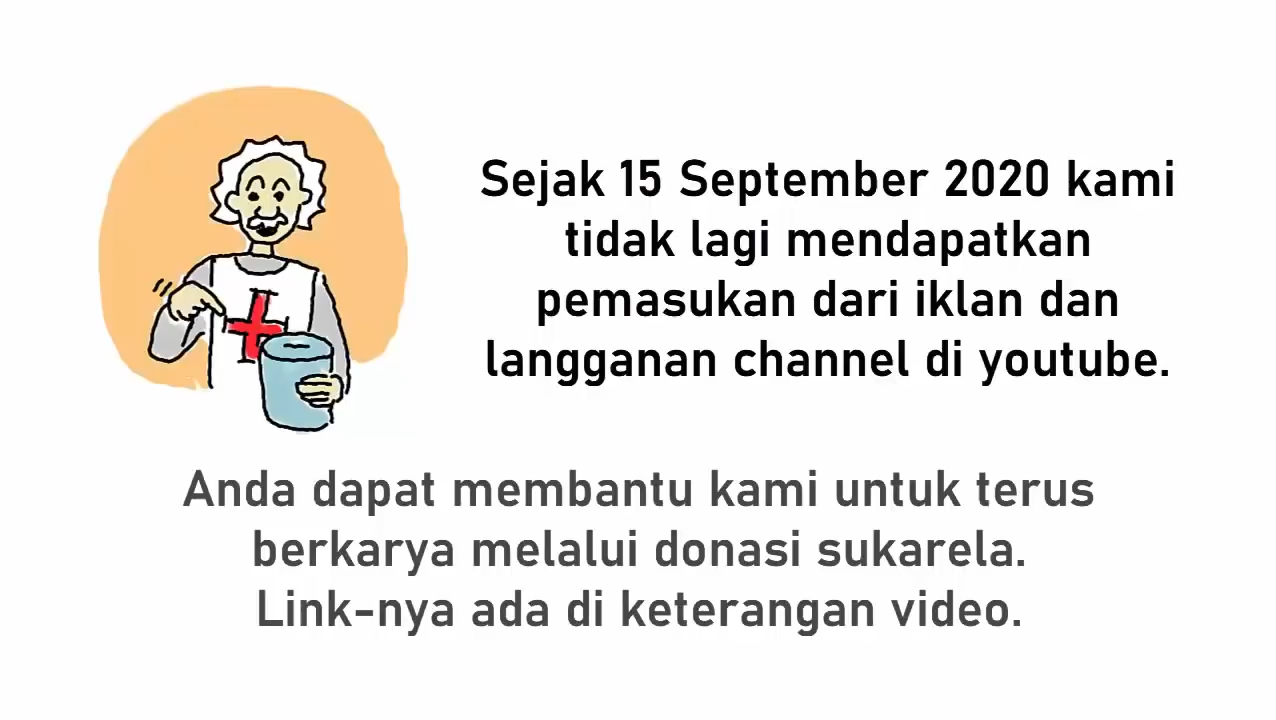 Sejak 15 September 2020 kami
tidak lagi mendapatkan
pemasukan dari iklan dan
langganan channel di youtube.
Anda dapat membantu kami untuk terus
berkarya melalui donasi sukarela.
Link-nya ada di keterangan video.